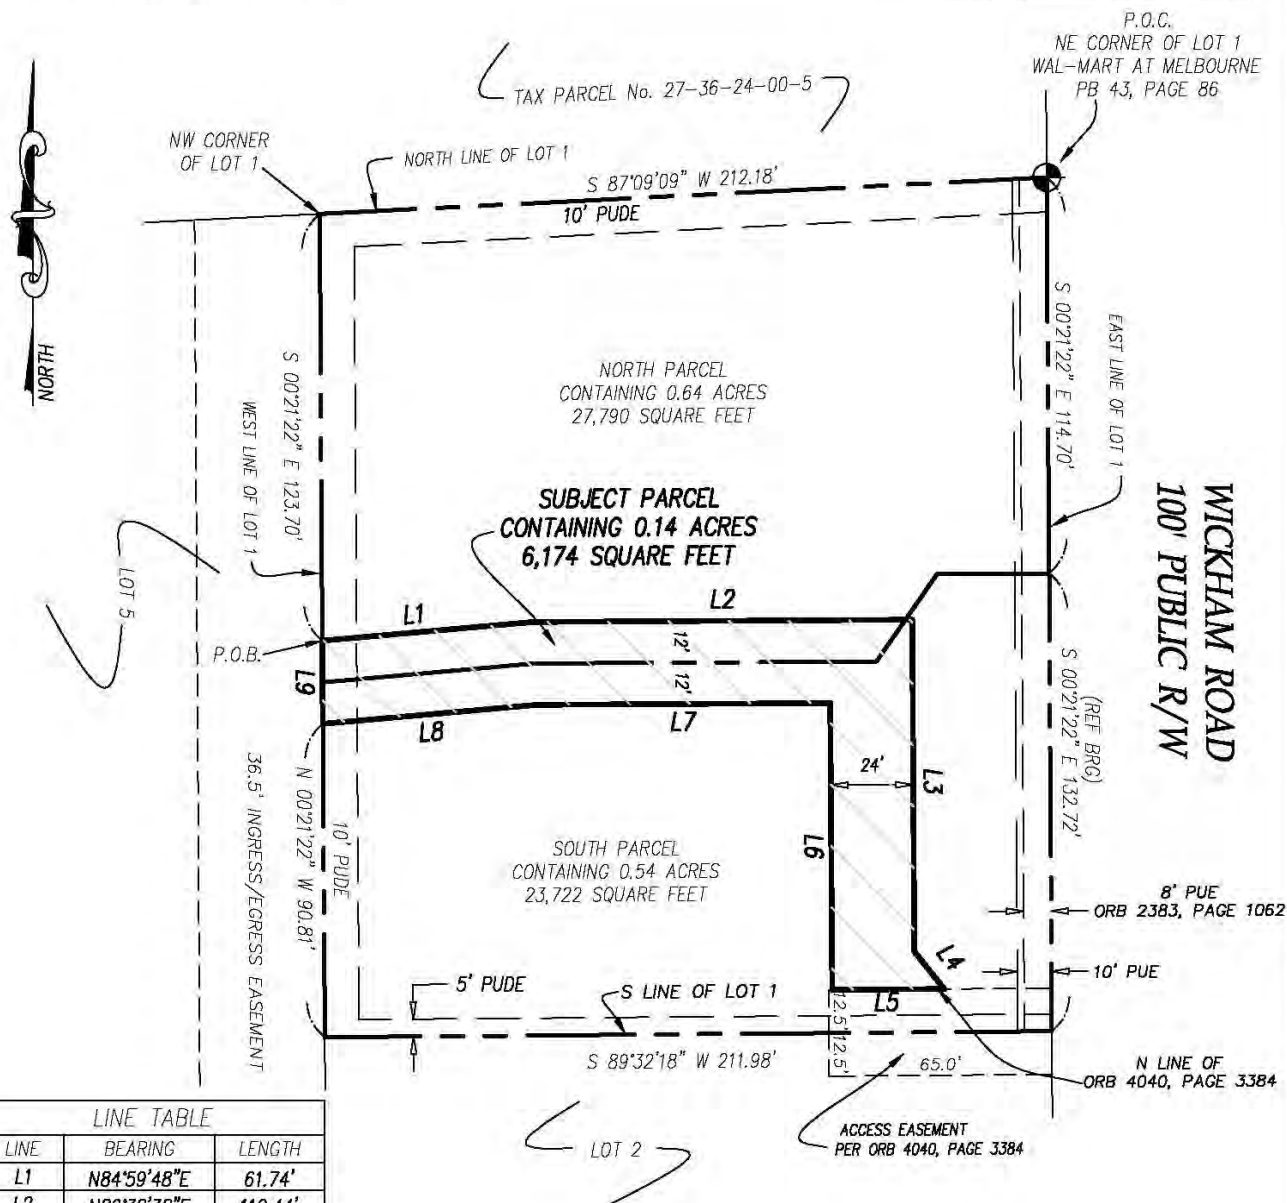 P.O.C.
NE CORNER OF LOT 1
WAL-MART AT MELBOURNE
PB 43, PAGE 86
TAX PARCEL No. 27-36-24-00-5
NW CORNER
OF LOT 1
NORTH LINE OF LOT 1
S 87°09'09" W 212.18'
10' PUDE
NORTH
S 00°21'22" E 123.70'
WEST LINE OF LOT 1
NORTH PARCEL
CONTAINING 0.64 ACRES
27,790 SQUARE FEET
S 00°21'22" E 114.70'
EAST LINE OF LOT 1
WICKHAM ROAD
100' PUBLIC R/W
SUBJECT PARCEL
CONTAINING 0.14 ACRES
6,174 SQUARE FEET
LOT 5
L1
L2
P.O.B.
12'
12'
L9
L8
L7
(REF BRG)
S 00°21'22" E 132.72'
24'
L3
L6
36.5' INGRESS/EGRESS EASEMENT
N 00°21'22" W 90.81'
10' PUDE
SOUTH PARCEL
CONTAINING 0.54 ACRES
23,722 SQUARE FEET
8' PUE
ORB 2383, PAGE 1062
L4
10' PUE
5' PUDE
S LINE OF LOT 1
L5
12.5'
12.5'
S 89°32'18" W 211.98'
65.0'
N LINE OF
ORB 4040, PAGE 3384
ACCESS EASEMENT
PER ORB 4040, PAGE 3384
LOT 2
LINE TABLE
LINE BEARING LENGTH
L1 N84°59'48"E 61.74'